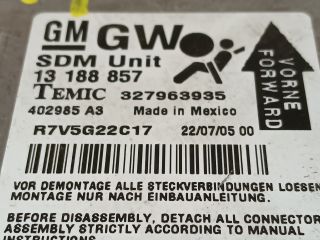 GM GW
SDM Unit
13 188 857
TEMIC 327963935
402985 A3 Made in Mexico
R7V5G22C17 22/07/05 00
VORNE
FORWARD
VOR DEMONTAGE ALLE STECKVERBINDUNGEN LOESEN
MONTAGE NUR NACH EINBAUANLEITUNG.
BEFORE DISASSEMBLY, DETACH ALL CONNECTOR
ASSEMBLY STRICTLY ACCORDING TO MANUAL
INSTRUCTIONS